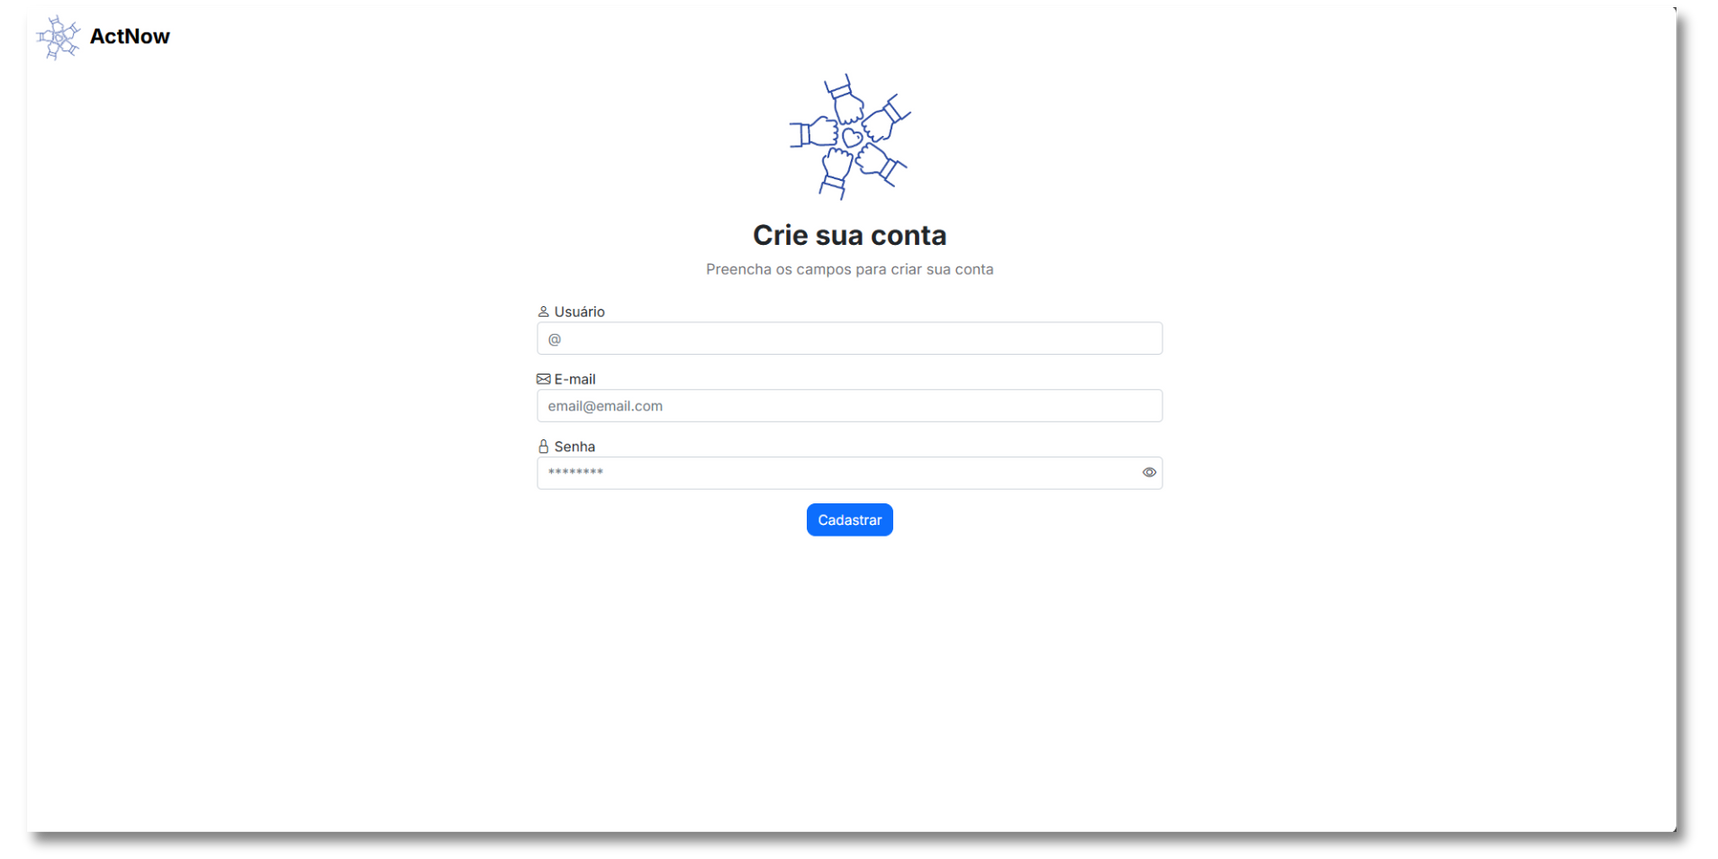 ActNow
Crie sua conta
Preencha os campos para criar sua conta
Usuário
@
E-mail
email@email.com
Senha
********
Cadastrar